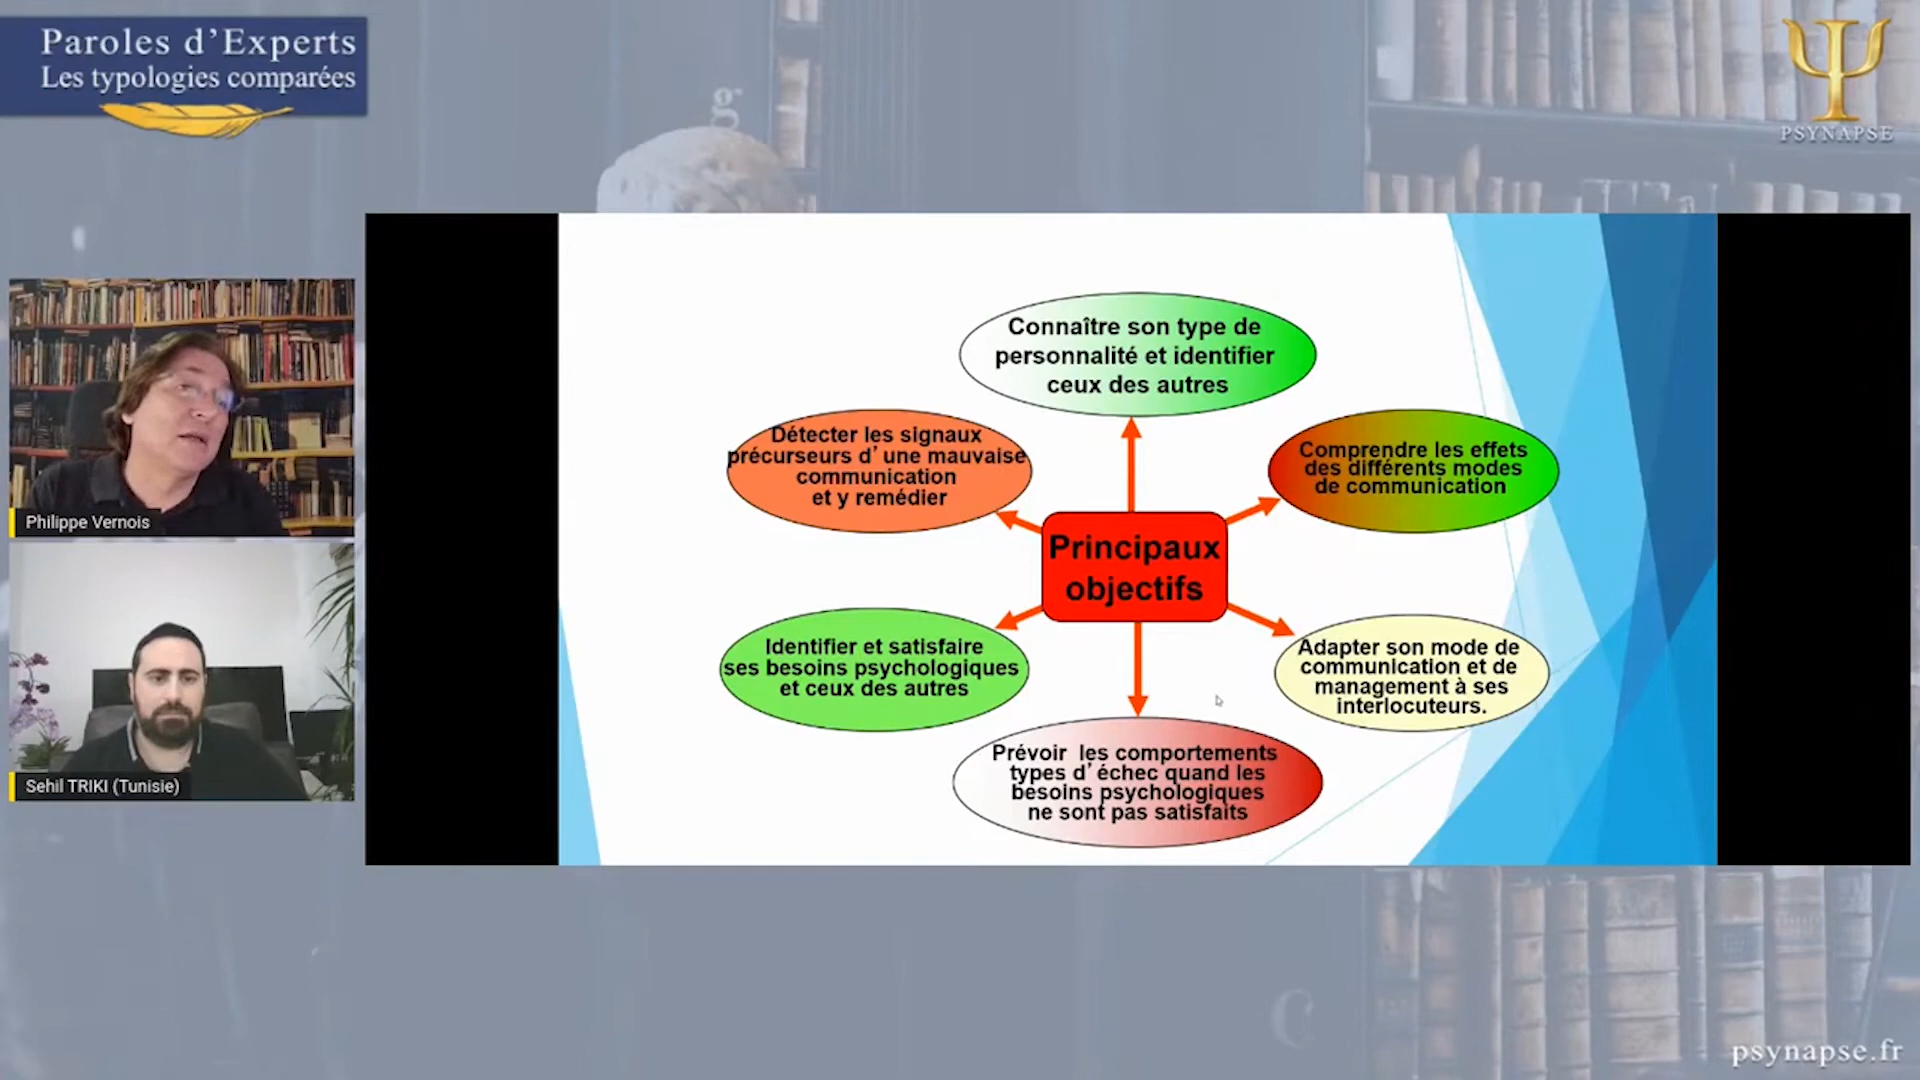 Paroles d'Experts
Les typologies comparées
PSYNAPSE
Connaître son type de
personnalité et identifier
ceux des autres
Détecter les signaux
précurseurs d' une mauvaise
communication
et y remédier
Comprendre les effets
des différents modes
de communication
Principaux
objectifs
Identifier et satisfaire
ses besoins psychologiques
et ceux des autres
Adapter son mode de
communication et de
management à ses
interlocuteurs.
Prévoir les comportements
types d' échec quand les
besoins psychologiques
ne sont pas satisfaits
Philippe Vernois
Sehil TRIKI (Tunisie)
psynapse.fr